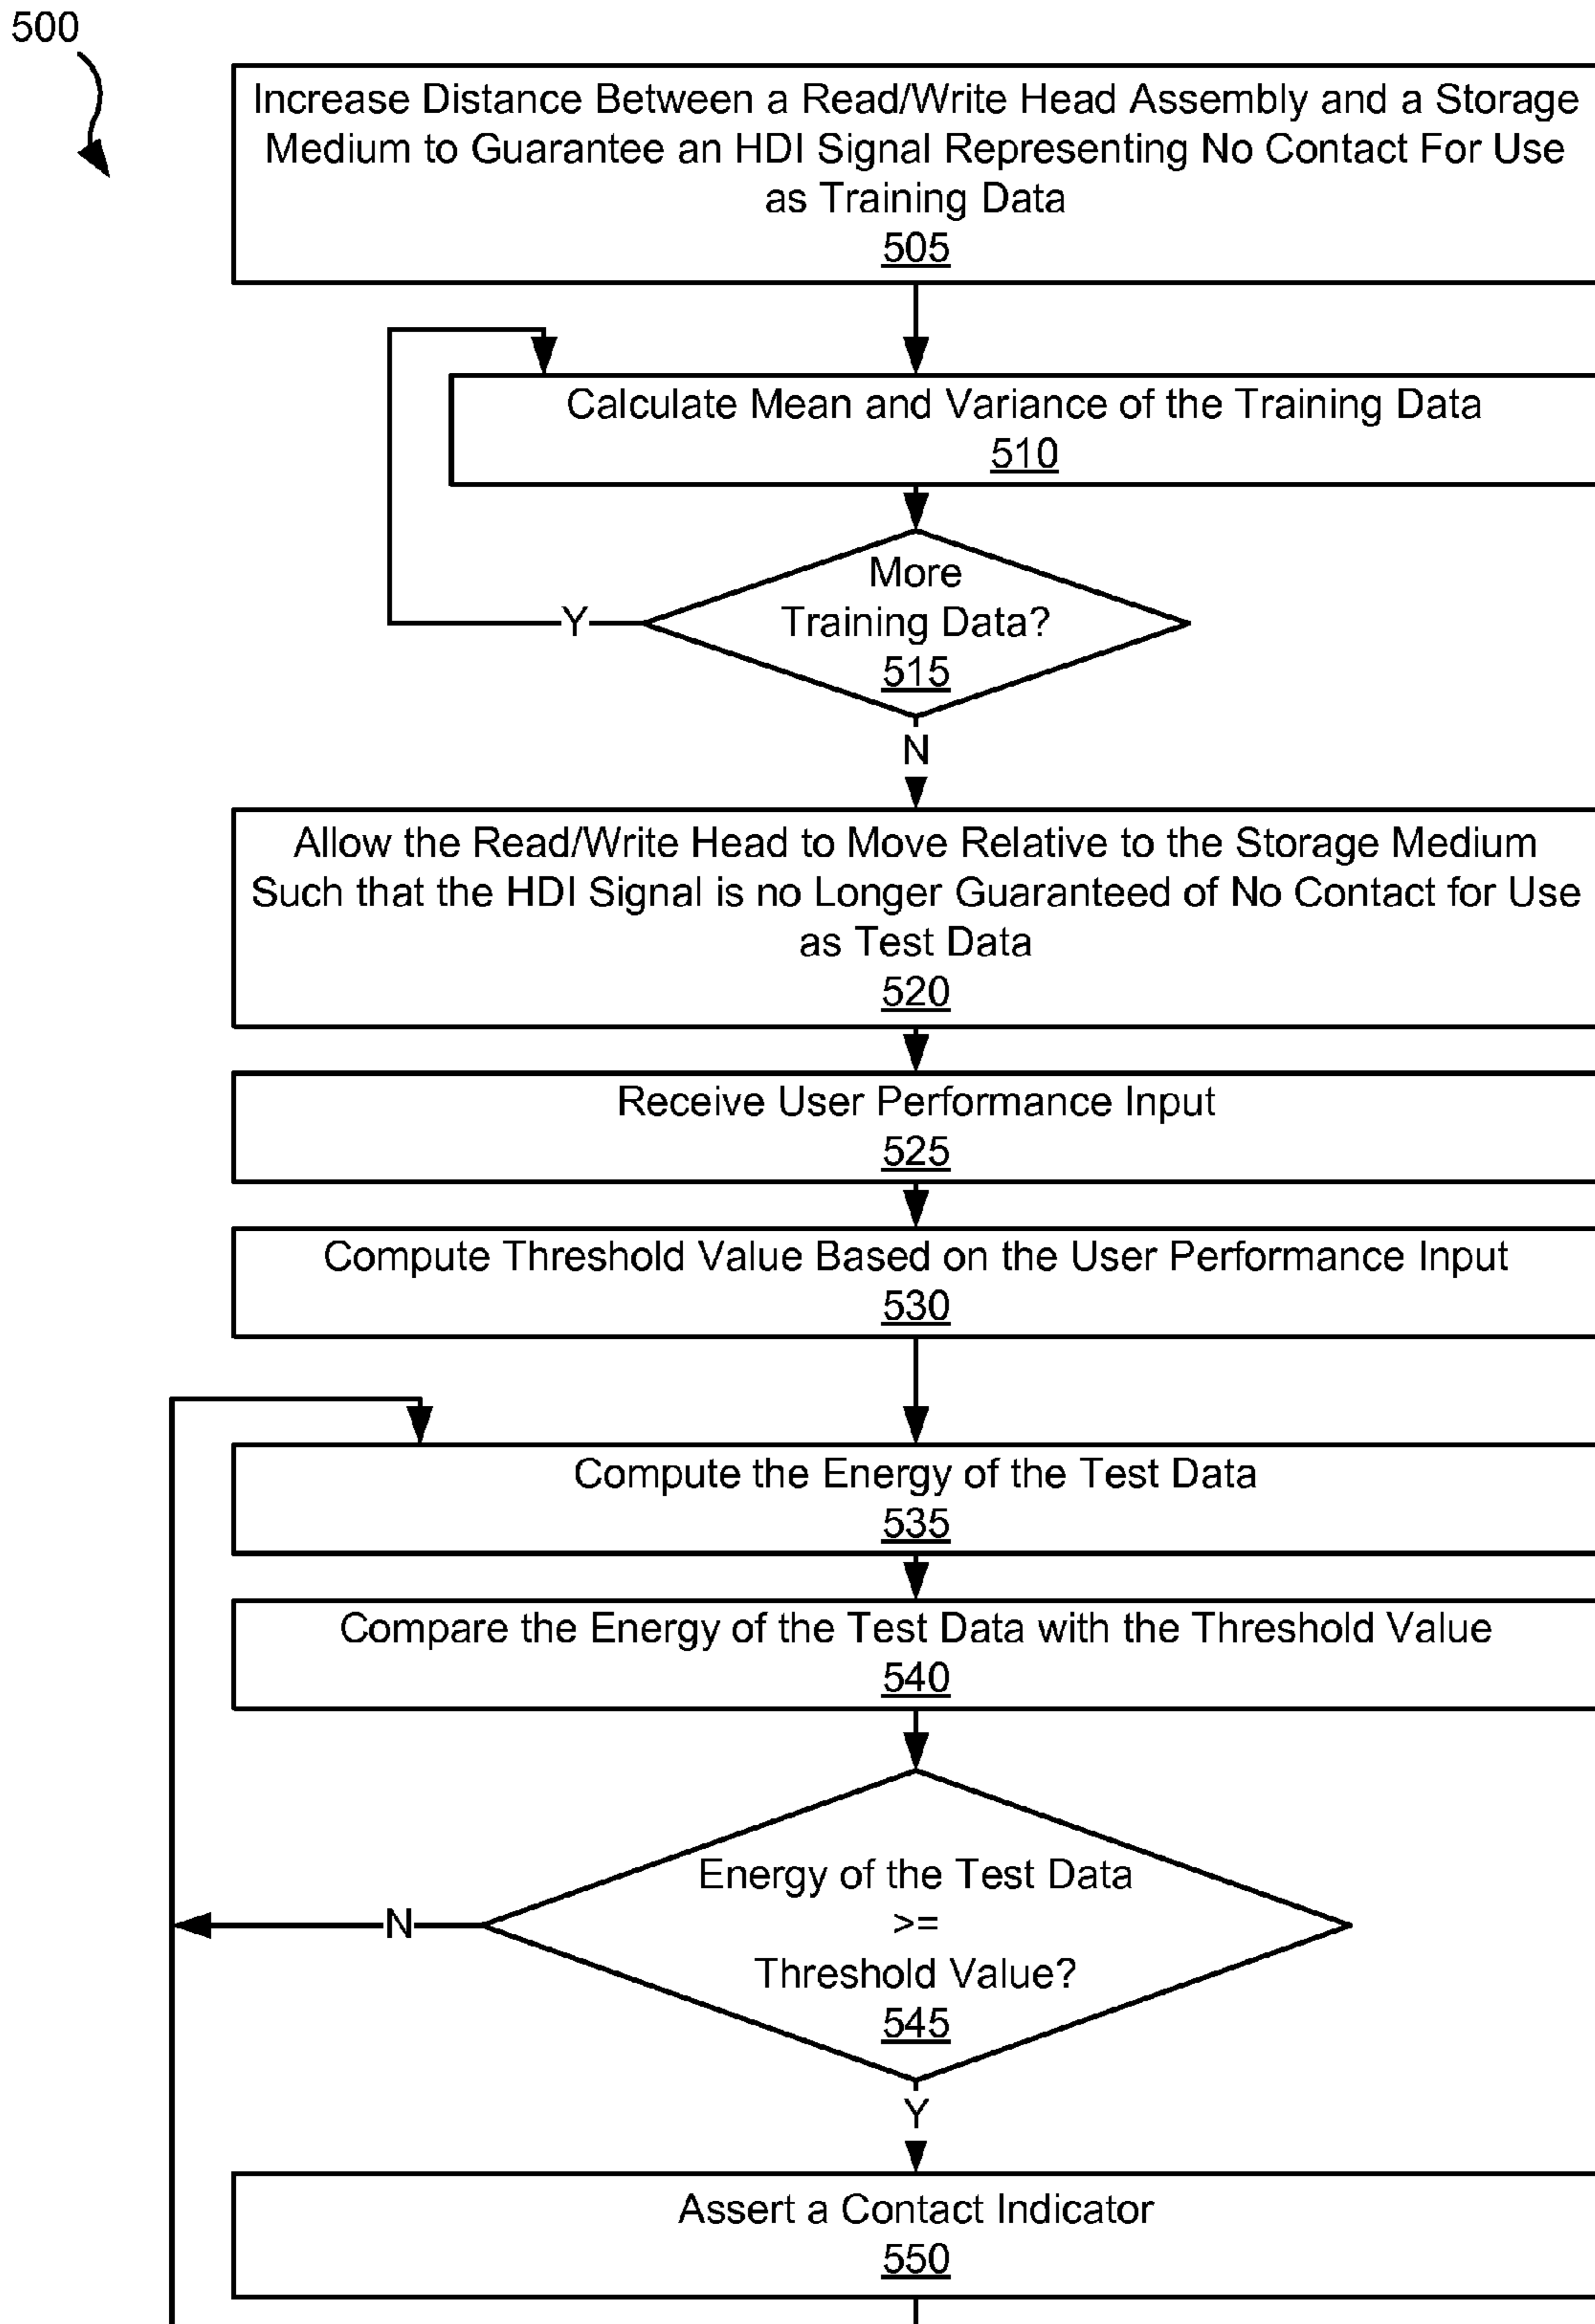 500
Increase Distance Between a Read/Write Head Assembly and a Storage
Medium to Guarantee an HDI Signal Representing No Contact For Use
as Training Data
505
Calculate Mean and Variance of the Training Data
510
More
Training Data?
515
Y
N
Allow the Read/Write Head to Move Relative to the Storage Medium
Such that the HDI Signal is no Longer Guaranteed of No Contact for Use
as Test Data
520
Receive User Performance Input
525
Compute Threshold Value Based on the User Performance Input
530
Compute the Energy of the Test Data
535
Compare the Energy of the Test Data with the Threshold Value
540
Energy of the Test Data
>=
Threshold Value?
545
N
Y
Assert a Contact Indicator
550